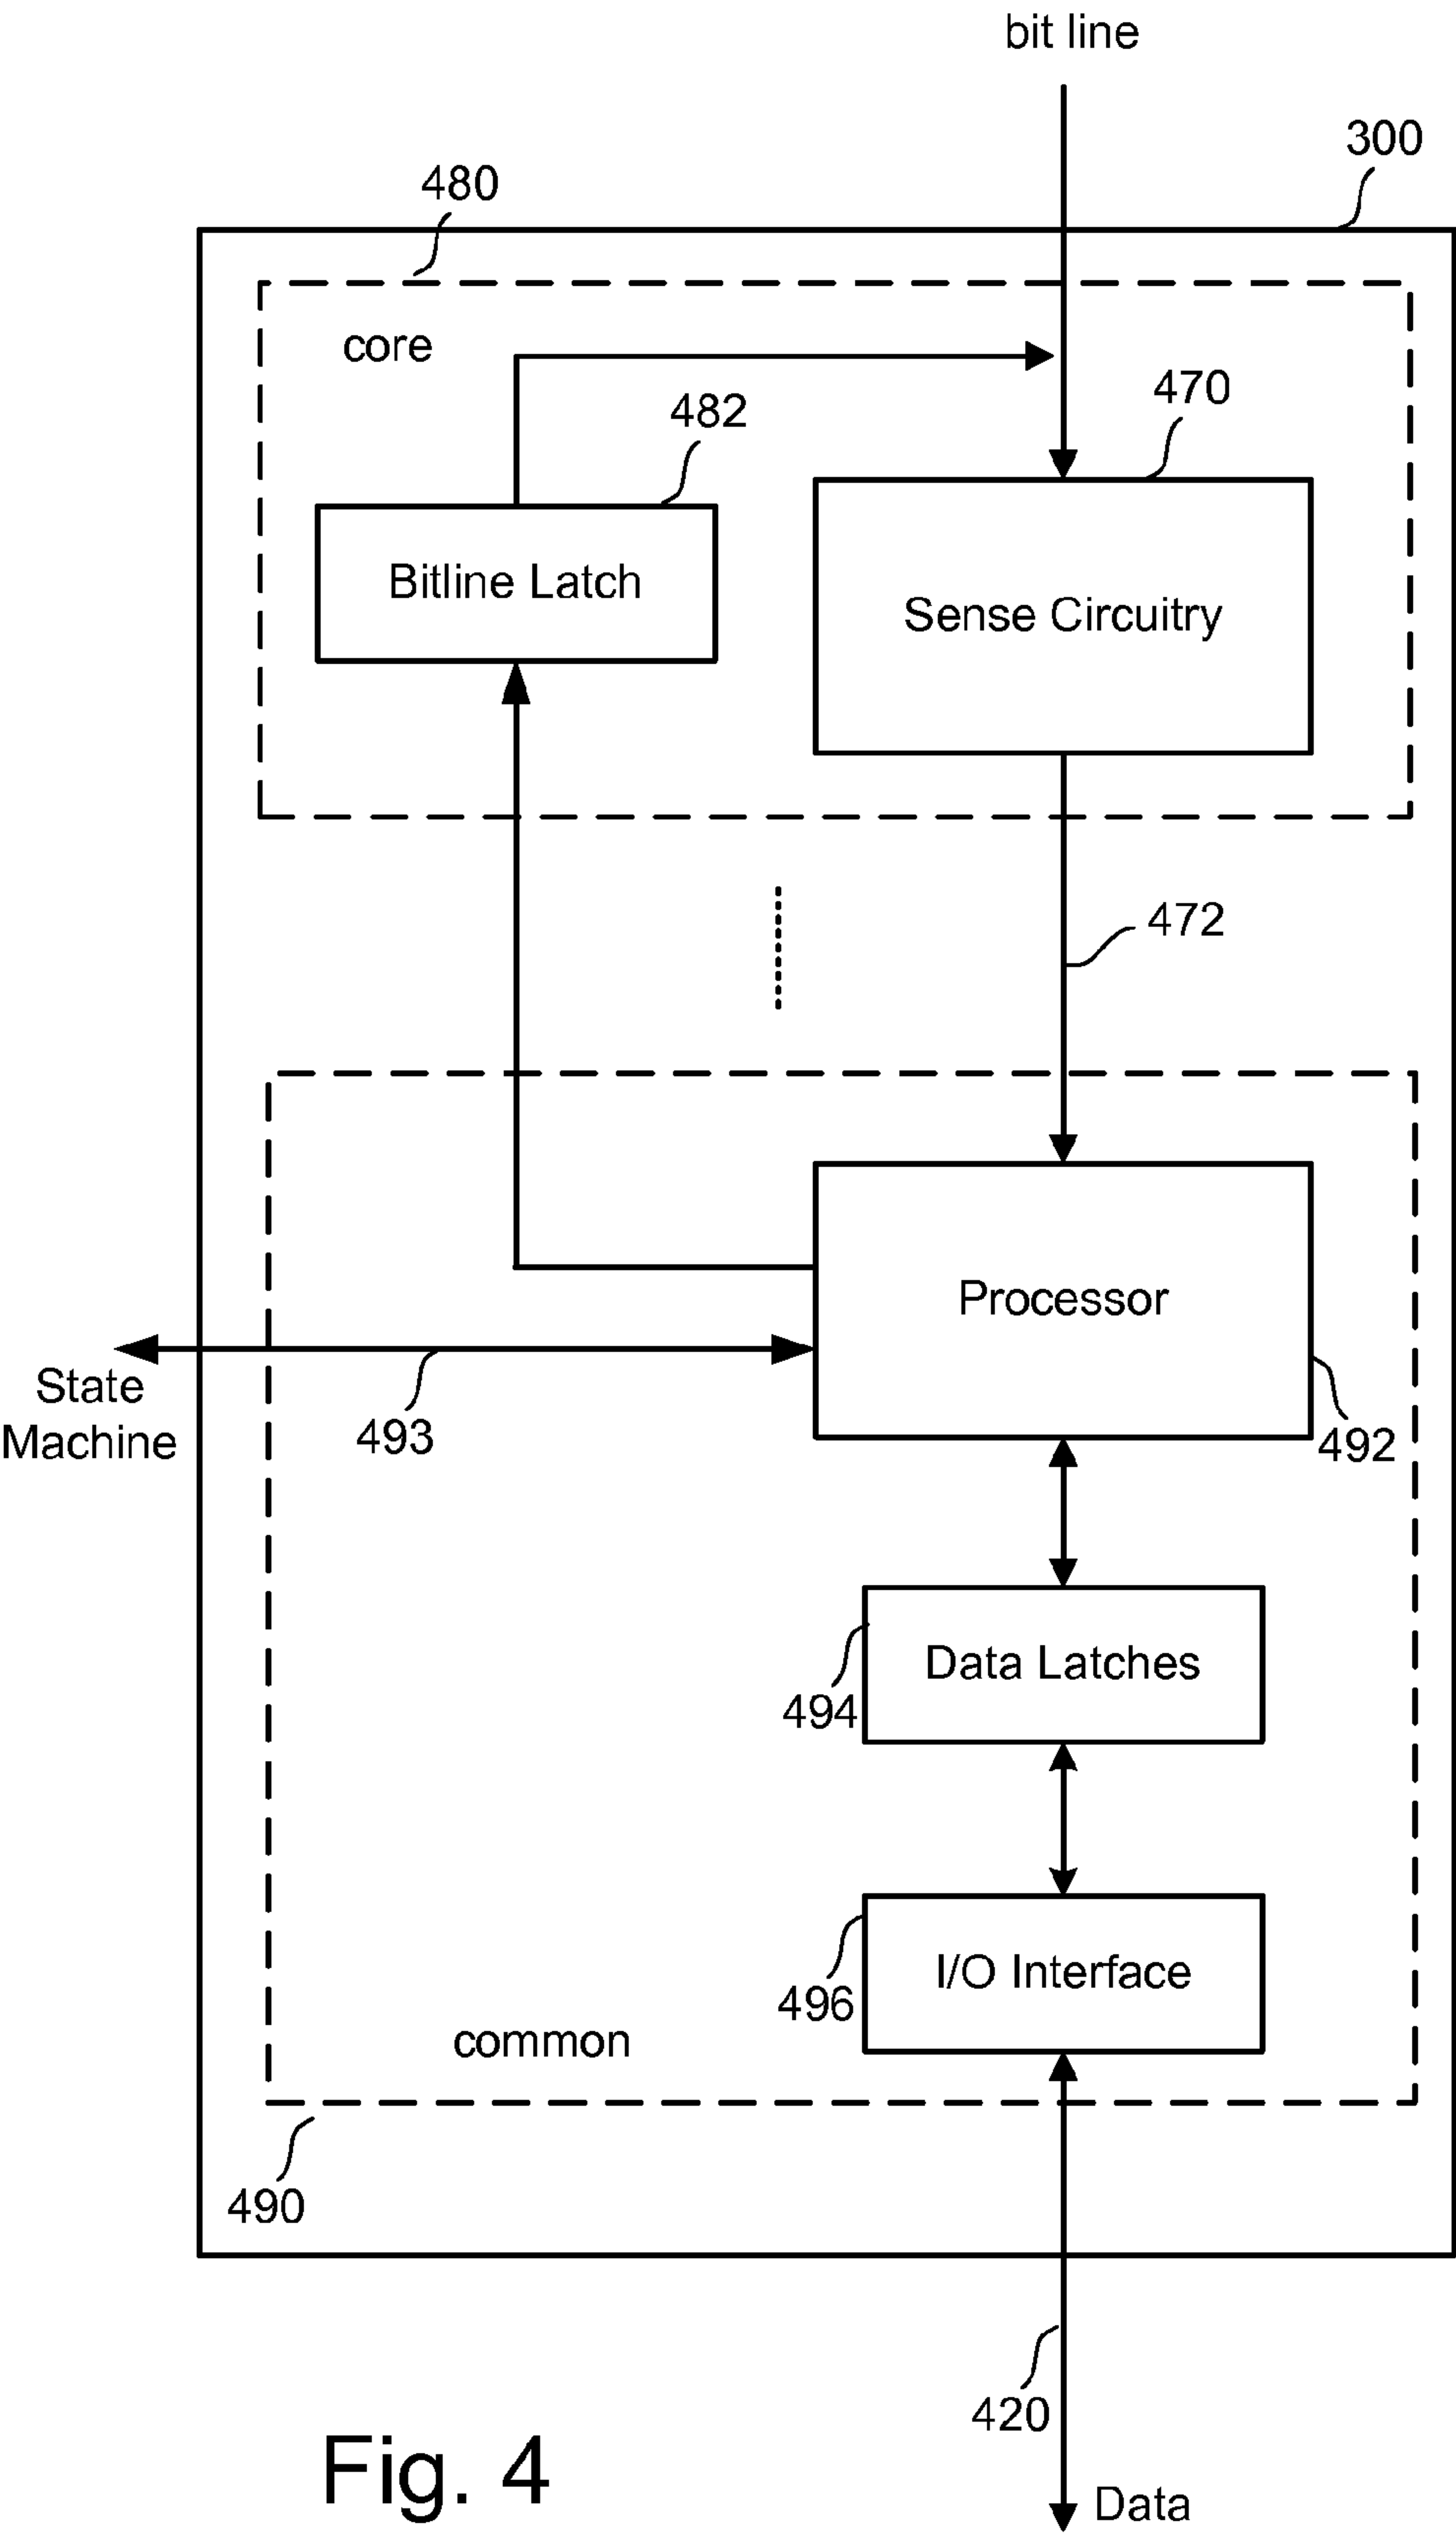 bit line
300
480
core
470
482
Bitline Latch
Sense Circuitry
472
Processor
State
Machine
493
492
Data Latches
494
I/O Interface
496
common
490
420
Fig. 4
Data